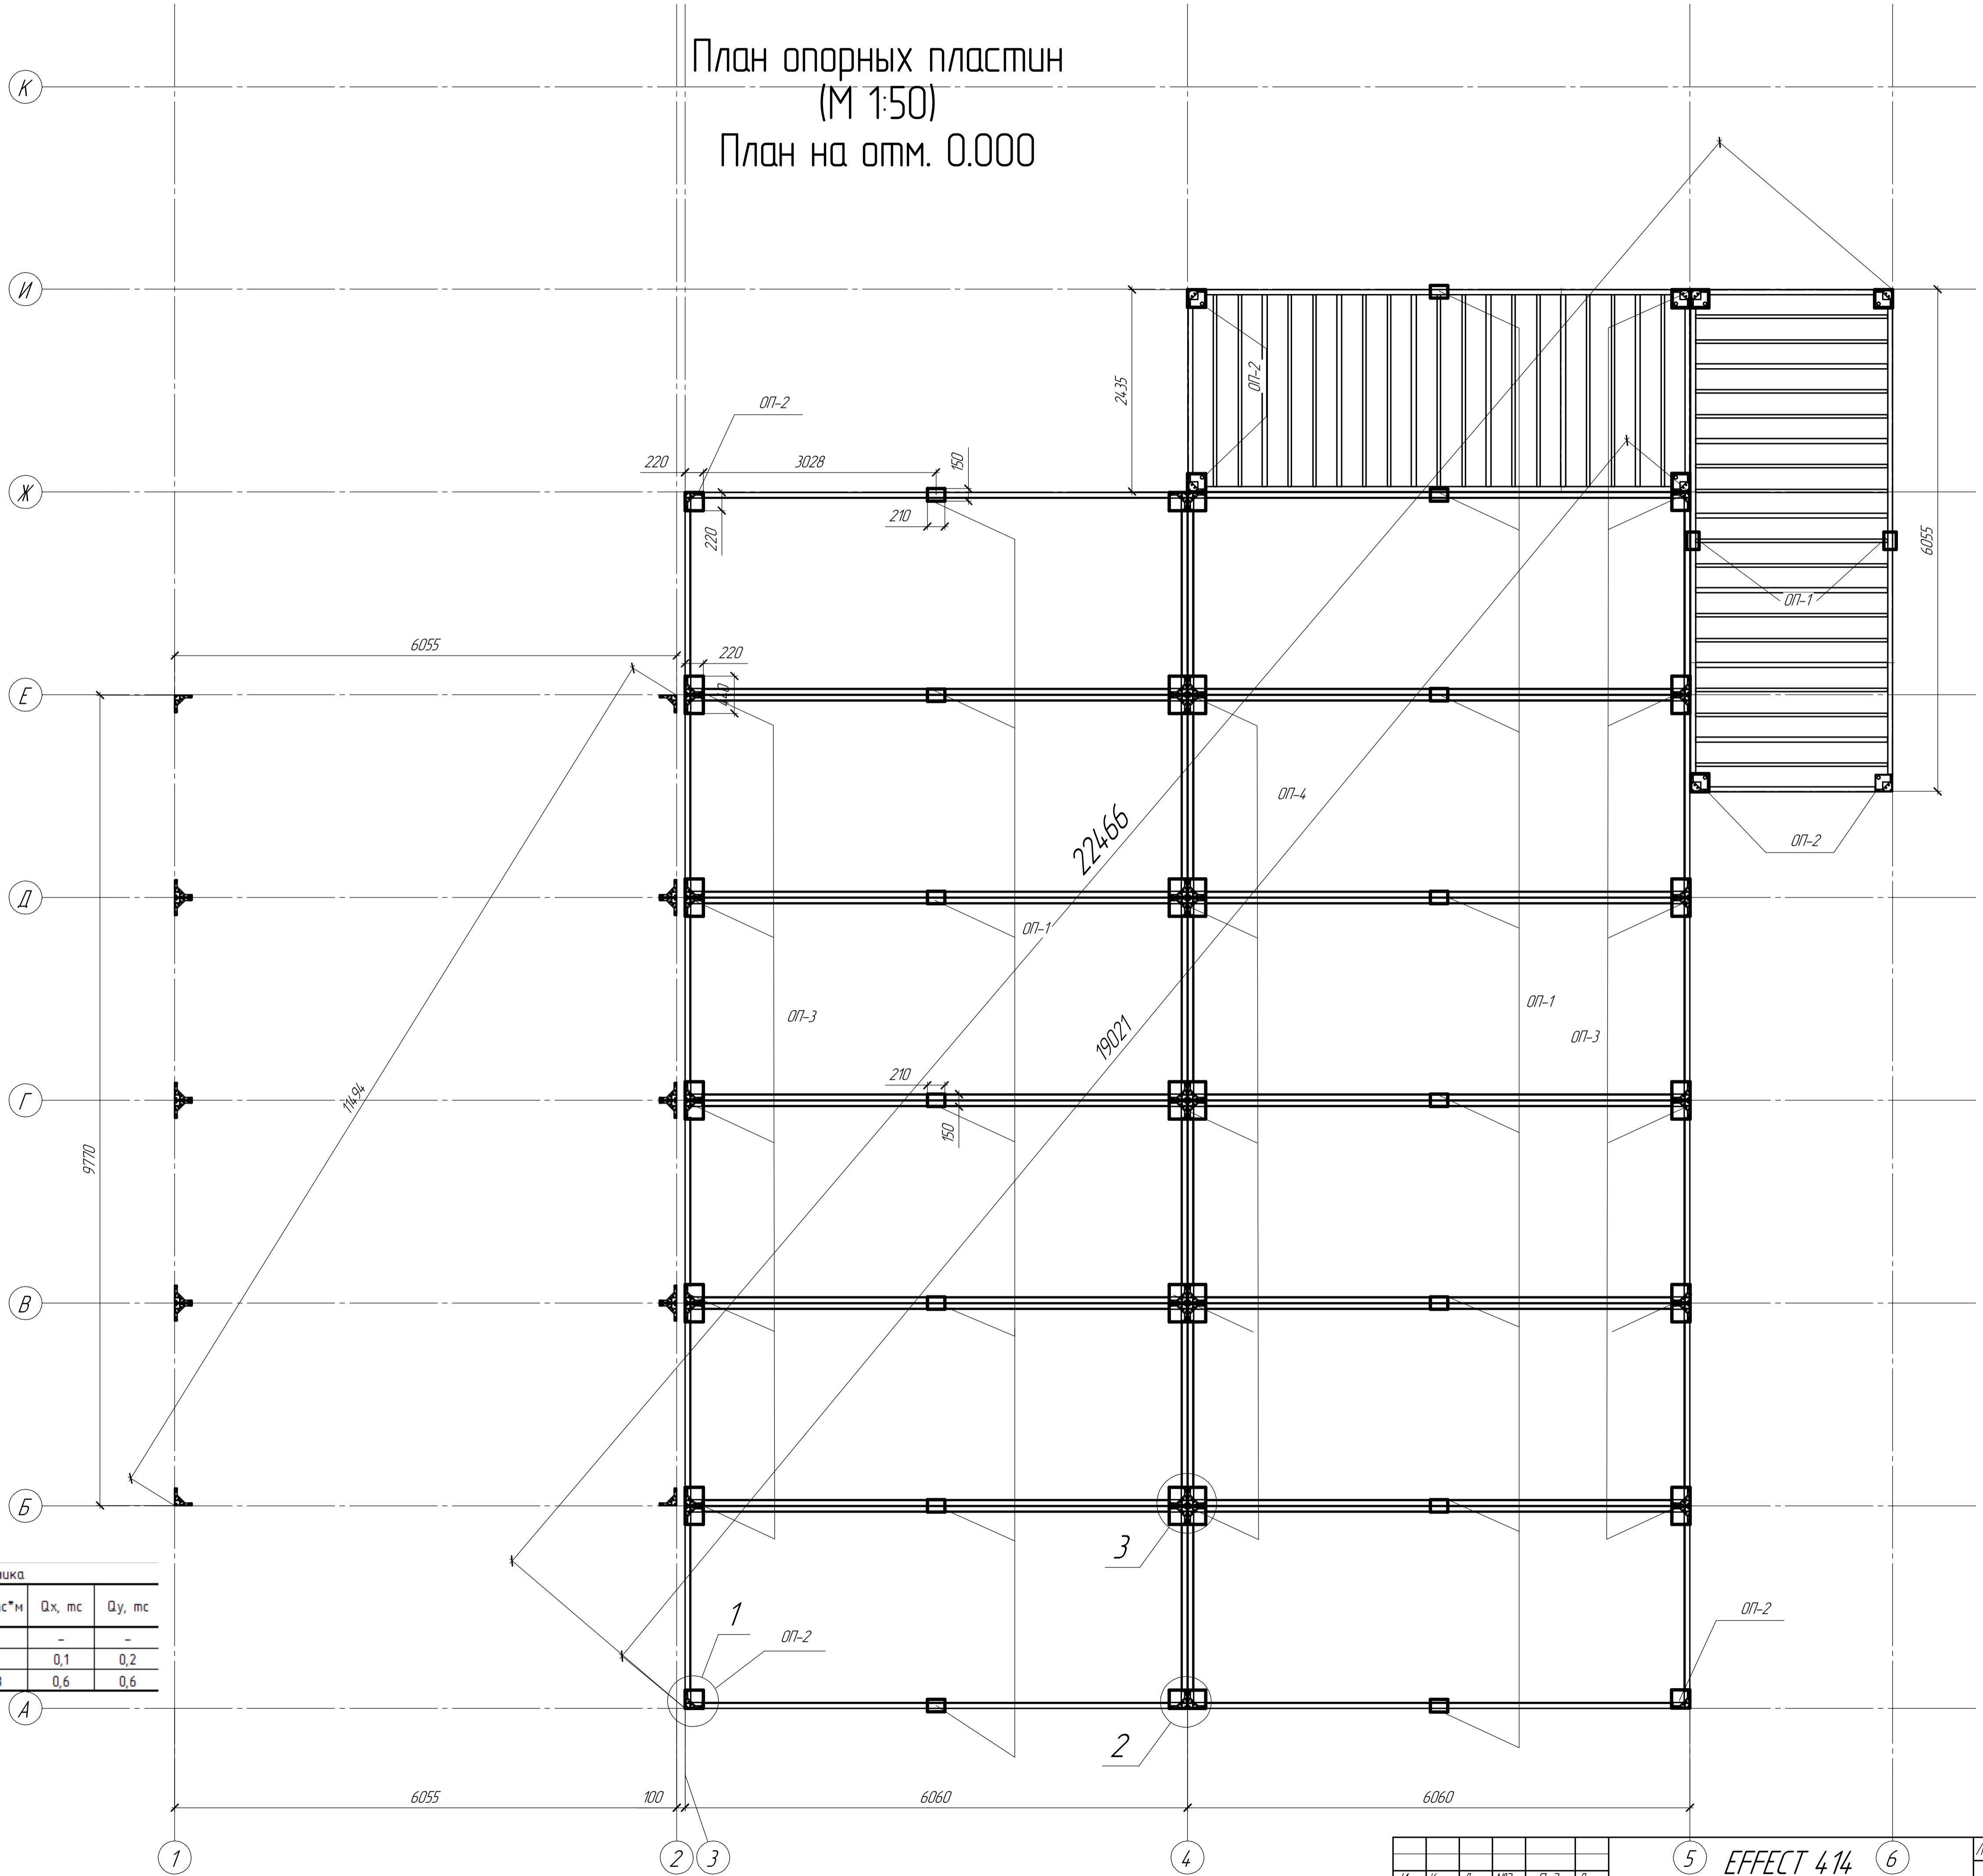 План опорных пластин
(М 1:50)
План на отм. 0.000
К
И
Ж
Е
Д
Г
В
Б
А
2435
ОП-2
ОП-2
220
3028
150
210
220
6055
ОП-1
6055
220
440
ОП-4
22466
ОП-2
ОП-1
ОП-3
ОП-1
ОП-3
19021
11494
210
150
9770
3
1
ОП-2
ОП-2
2
Qx, тс
Qy, тс
–
–
0,1
0,2
0,6
0,6
6055
100
6060
6060
1
2
3
4
5
6
EFFECT 4.14